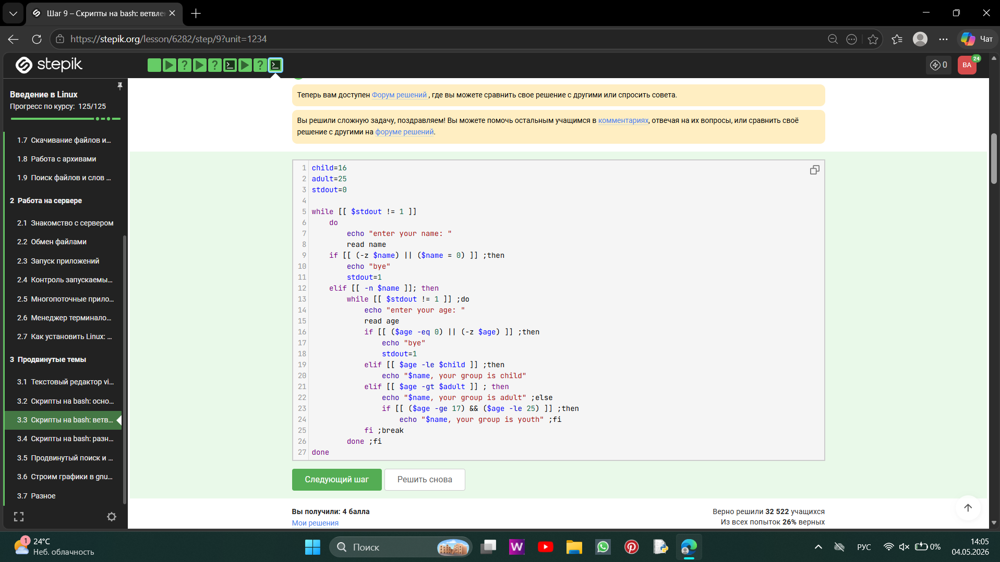 Шаг 9 – Скрипты на bash: ветвле
https://stepik.org/lesson/6282/step/9?unit=1234
Чат
stepik
0
ВА
24
Введение в Linux
Прогресс по курсу: 125/125
1.7 Скачивание файлов и...
1.8 Работа с архивами
1.9 Поиск файлов и слов ...
2 Работа на сервере
2.1 Знакомство с сервером
2.2 Обмен файлами
2.3 Запуск приложений
2.4 Контроль запускаемы...
2.5 Многопоточные прило...
2.6 Менеджер терминало...
2.7 Как установить Linux: ...
3 Продвинутые темы
3.1 Текстовый редактор vi...
3.2 Скрипты на bash: осно...
3.3 Скрипты на bash: ветв...
3.4 Скрипты на bash: разн...
3.5 Продвинутый поиск и ...
3.6 Строим графики в gnu...
3.7 Разное
Теперь вам доступен Форум решений , где вы можете сравнить свое решение с другими или спросить совета.
Вы решили сложную задачу, поздравляем! Вы можете помочь остальным учащимся в комментариях, отвечая на их вопросы, или сравнить своё
решение с другими на форуме решений.
1 child=16
2 adult=25
3 stdout=0
4
5 while [[ $stdout != 1 ]]
6     do
7         echo "enter your name: "
8         read name
9     if [[ (-z $name) || ($name = 0) ]] ;then
10         echo "bye"
11         stdout=1
12     elif [[ -n $name ]]; then
13         while [[ $stdout != 1 ]] ;do
14             echo "enter your age: "
15             read age
16             if [[ ($age -eq 0) || (-z $age) ]] ;then
17                 echo "bye"
18                 stdout=1
19             elif [[ $age -le $child ]] ;then
20                 echo "$name, your group is child"
21             elif [[ $age -gt $adult ]] ; then
22                 echo "$name, your group is adult" ;else
23                 if [[ ($age -ge 17) && ($age -le 25) ]] ;then
24                     echo "$name, your group is youth" ;fi
25             fi ;break
26         done ;fi
27 done
Следующий шаг
Решить снова
Вы получили: 4 балла
Мои решения
Верно решили 32 522 учащихся
Из всех попыток 26% верных
1
24°C
Неб. облачность
Поиск
W
РУС
0%
14:05
04.05.2026